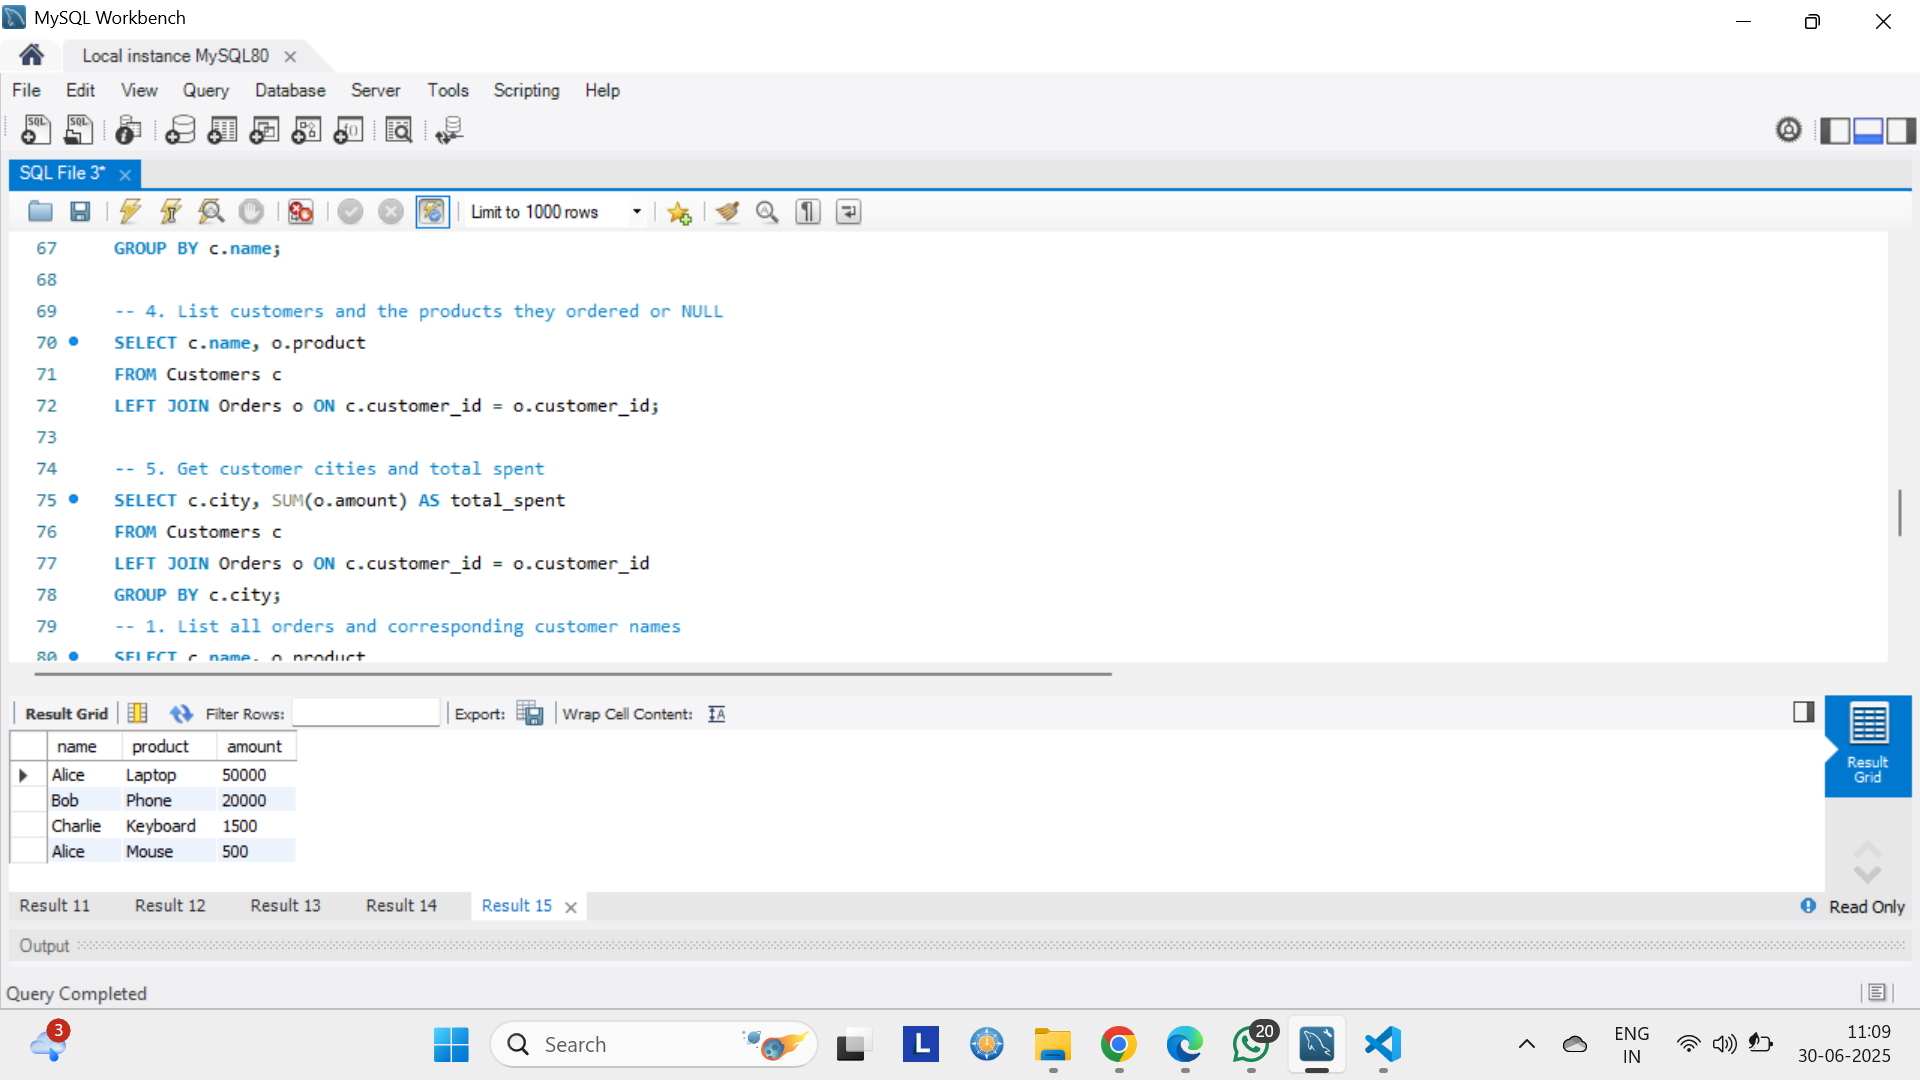 MySQL Workbench
Local instance MySQL80
File Edit View Query Database Server Tools Scripting Help
SQL File 3*
Limit to 1000 rows
67 GROUP BY c.name;
68
69 -- 4. List customers and the products they ordered or NULL
70 SELECT c.name, o.product
71 FROM Customers c
72 LEFT JOIN Orders o ON c.customer_id = o.customer_id;
73
74 -- 5. Get customer cities and total spent
75 SELECT c.city, SUM(o.amount) AS total_spent
76 FROM Customers c
77 LEFT JOIN Orders o ON c.customer_id = o.customer_id
78 GROUP BY c.city;
79 -- 1. List all orders and corresponding customer names
80 SELECT c.name, o.product
Result Grid Filter Rows: Export: Wrap Cell Content:
name product amount
Alice Laptop 50000
Bob Phone 20000
Charlie Keyboard 1500
Alice Mouse 500
Result Grid
Result 11 Result 12 Result 13 Result 14 Result 15 Read Only
Output
Query Completed
3
Search
L
20
ENG
IN
11:09
30-06-2025